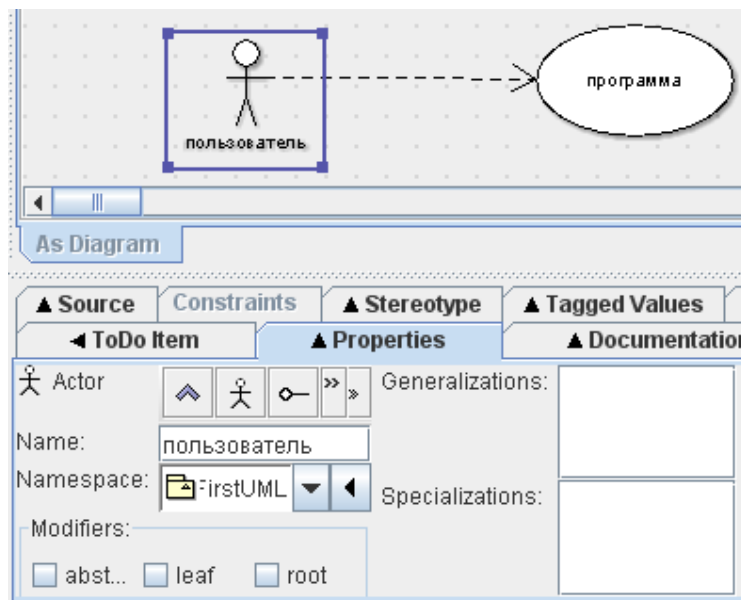 пользователь
программа
As Diagram
Source Constraints Stereotype Tagged Values
ToDo Item Properties Documentation
Actor
Generalizations:
Name: пользователь
Namespace: FirstUML
Specializations:
Modifiers:
abst... leaf root